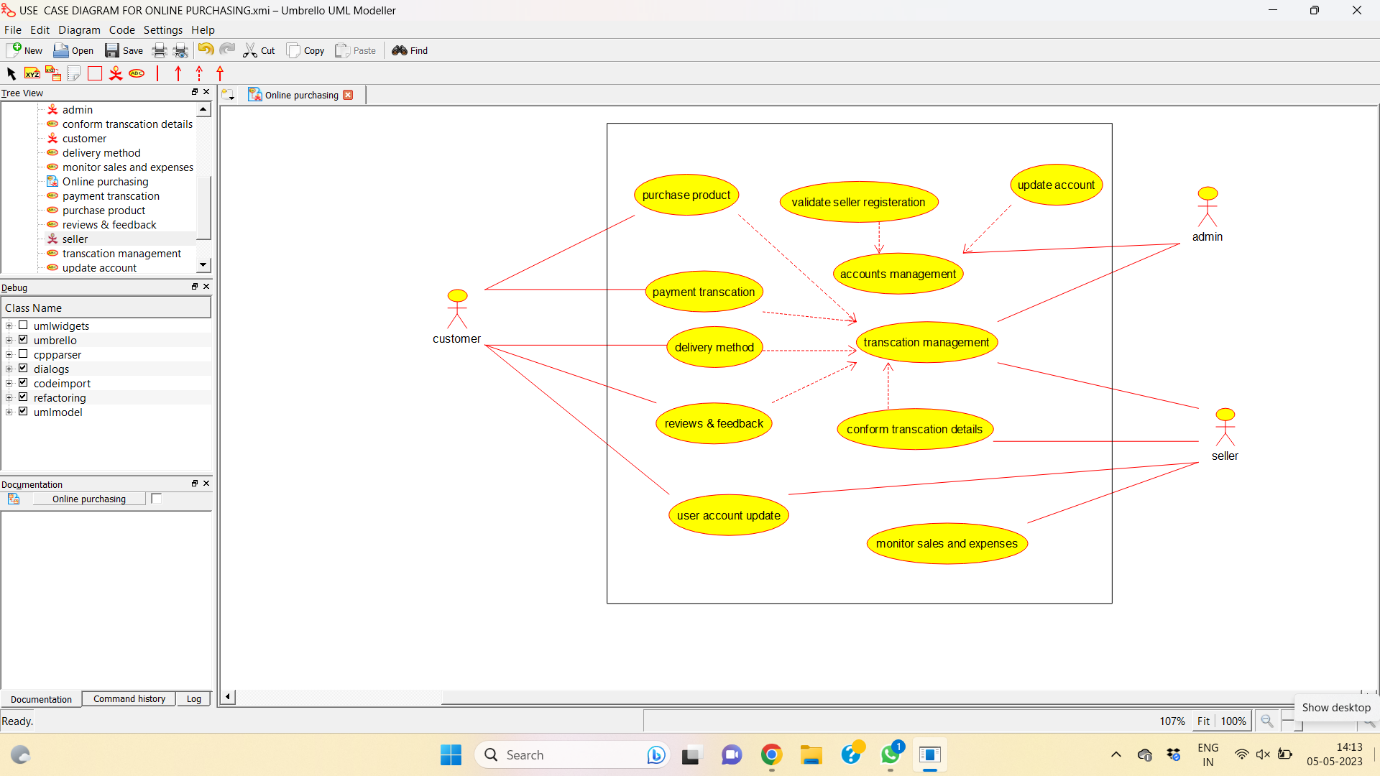 USE  CASE DIAGRAM FOR ONLINE PURCHASING.xmi – Umbrello UML Modeller
File Edit Diagram Code Settings Help
New Open Save Cut Copy Paste Find
XYZ ABC
Tree View
Online purchasing
admin
conform transcation details
customer
delivery method
monitor sales and expenses
Online purchasing
payment transcation
purchase product
reviews & feedback
seller
transcation management
update account
Debug
Class Name
umlwidgets
umbrello
cppparser
dialogs
codeimport
refactoring
umlmodel
Documentation
Online purchasing
Documentation Command history Log
purchase product
validate seller registeration
update account
admin
accounts management
payment transcation
customer
delivery method
transcation management
reviews & feedback
conform transcation details
seller
user account update
monitor sales and expenses
Show desktop
Ready.
107% Fit 100%
Search
1
ENG
IN
14:13
05-05-2023